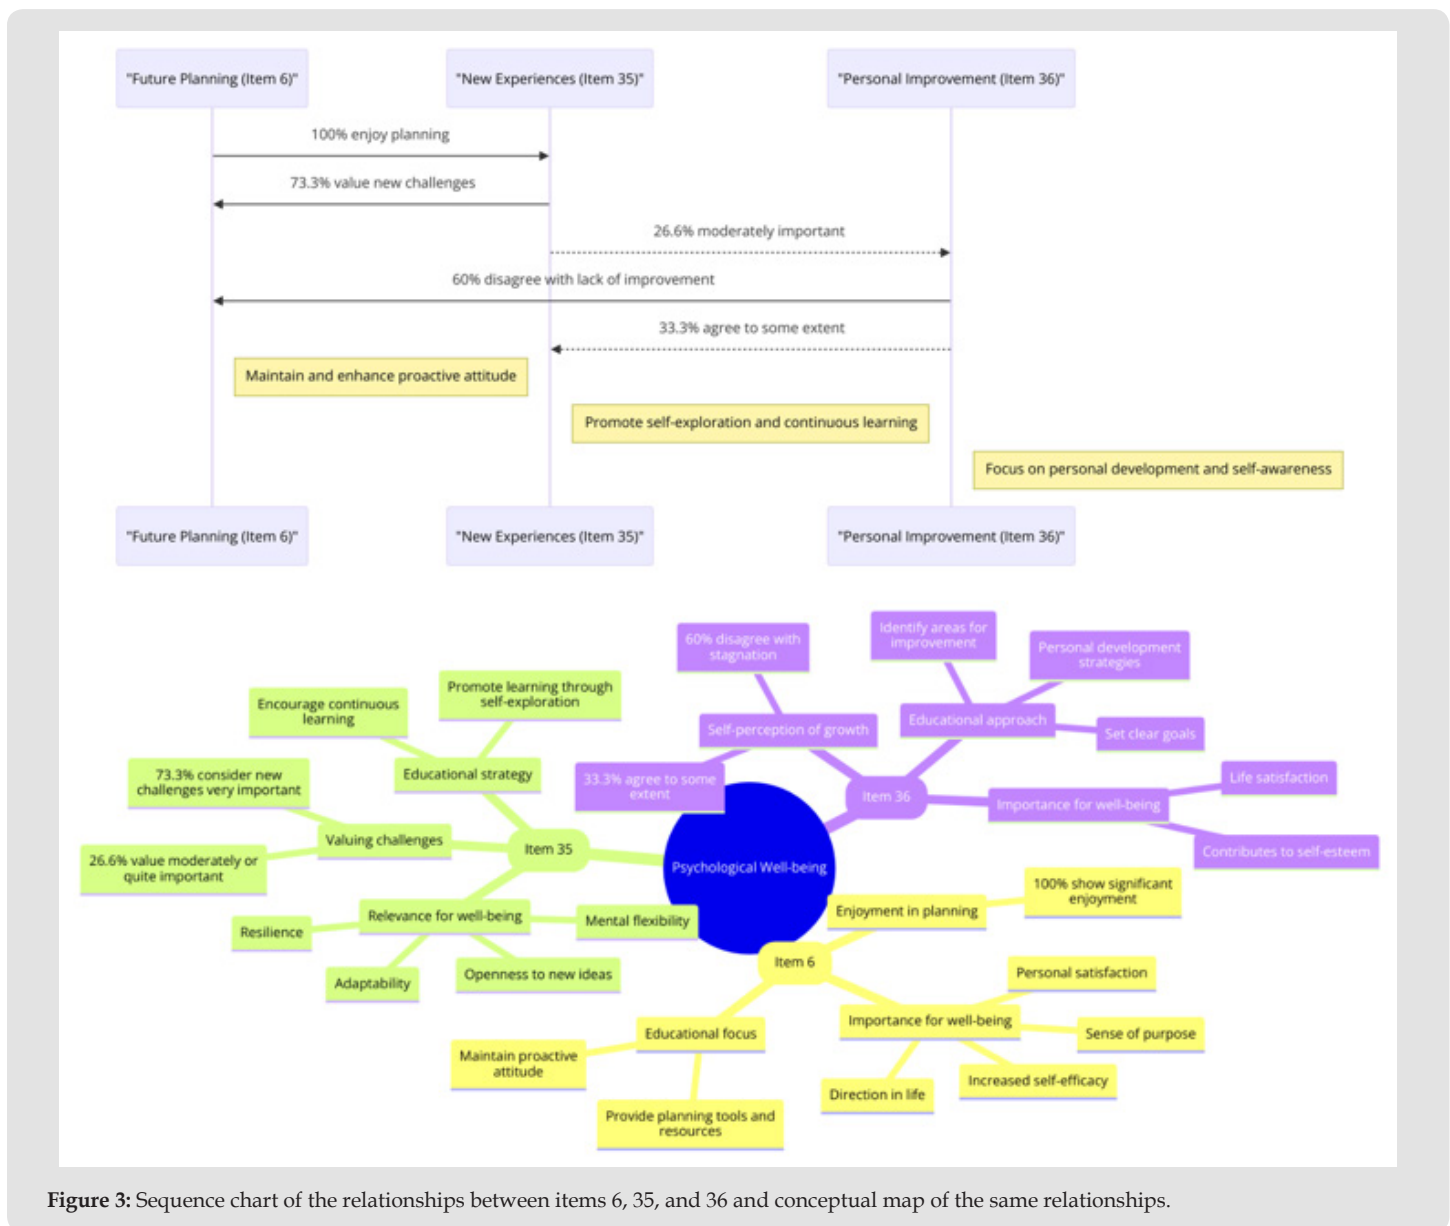 "Future Planning (Item 6)"
"New Experiences (Item 35)"
"Personal Improvement (Item 36)"
100% enjoy planning
73.3% value new challenges
26.6% moderately important
60% disagree with lack of improvement
33.3% agree to some extent
Maintain and enhance proactive attitude
Promote self-exploration and continuous learning
Focus on personal development and self-awareness
"Future Planning (Item 6)"
"New Experiences (Item 35)"
"Personal Improvement (Item 36)"
60% disagree with
stagnation
Identify areas for
improvement
Personal development
strategies
Promote learning through
self-exploration
Encourage continuous
learning
Self-perception of growth
Educational approach
Set clear goals
73.3% consider new
challenges very important
Educational strategy
33.3% agree to some
extent
Item 36
Life satisfaction
Importance for well-being
Valuing challenges
Item 35
Contributes to self-esteem
26.6% value moderately or
quite important
Psychological Well-being
100% show significant
enjoyment
Relevance for well-being
Mental flexibility
Enjoyment in planning
Resilience
Item 6
Adaptability
Openness to new ideas
Personal satisfaction
Educational focus
Importance for well-being
Sense of purpose
Maintain proactive
attitude
Direction in life
Increased self-efficacy
Provide planning tools and
resources
Figure 3: Sequence chart of the relationships between items 6, 35, and 36 and conceptual map of the same relationships.